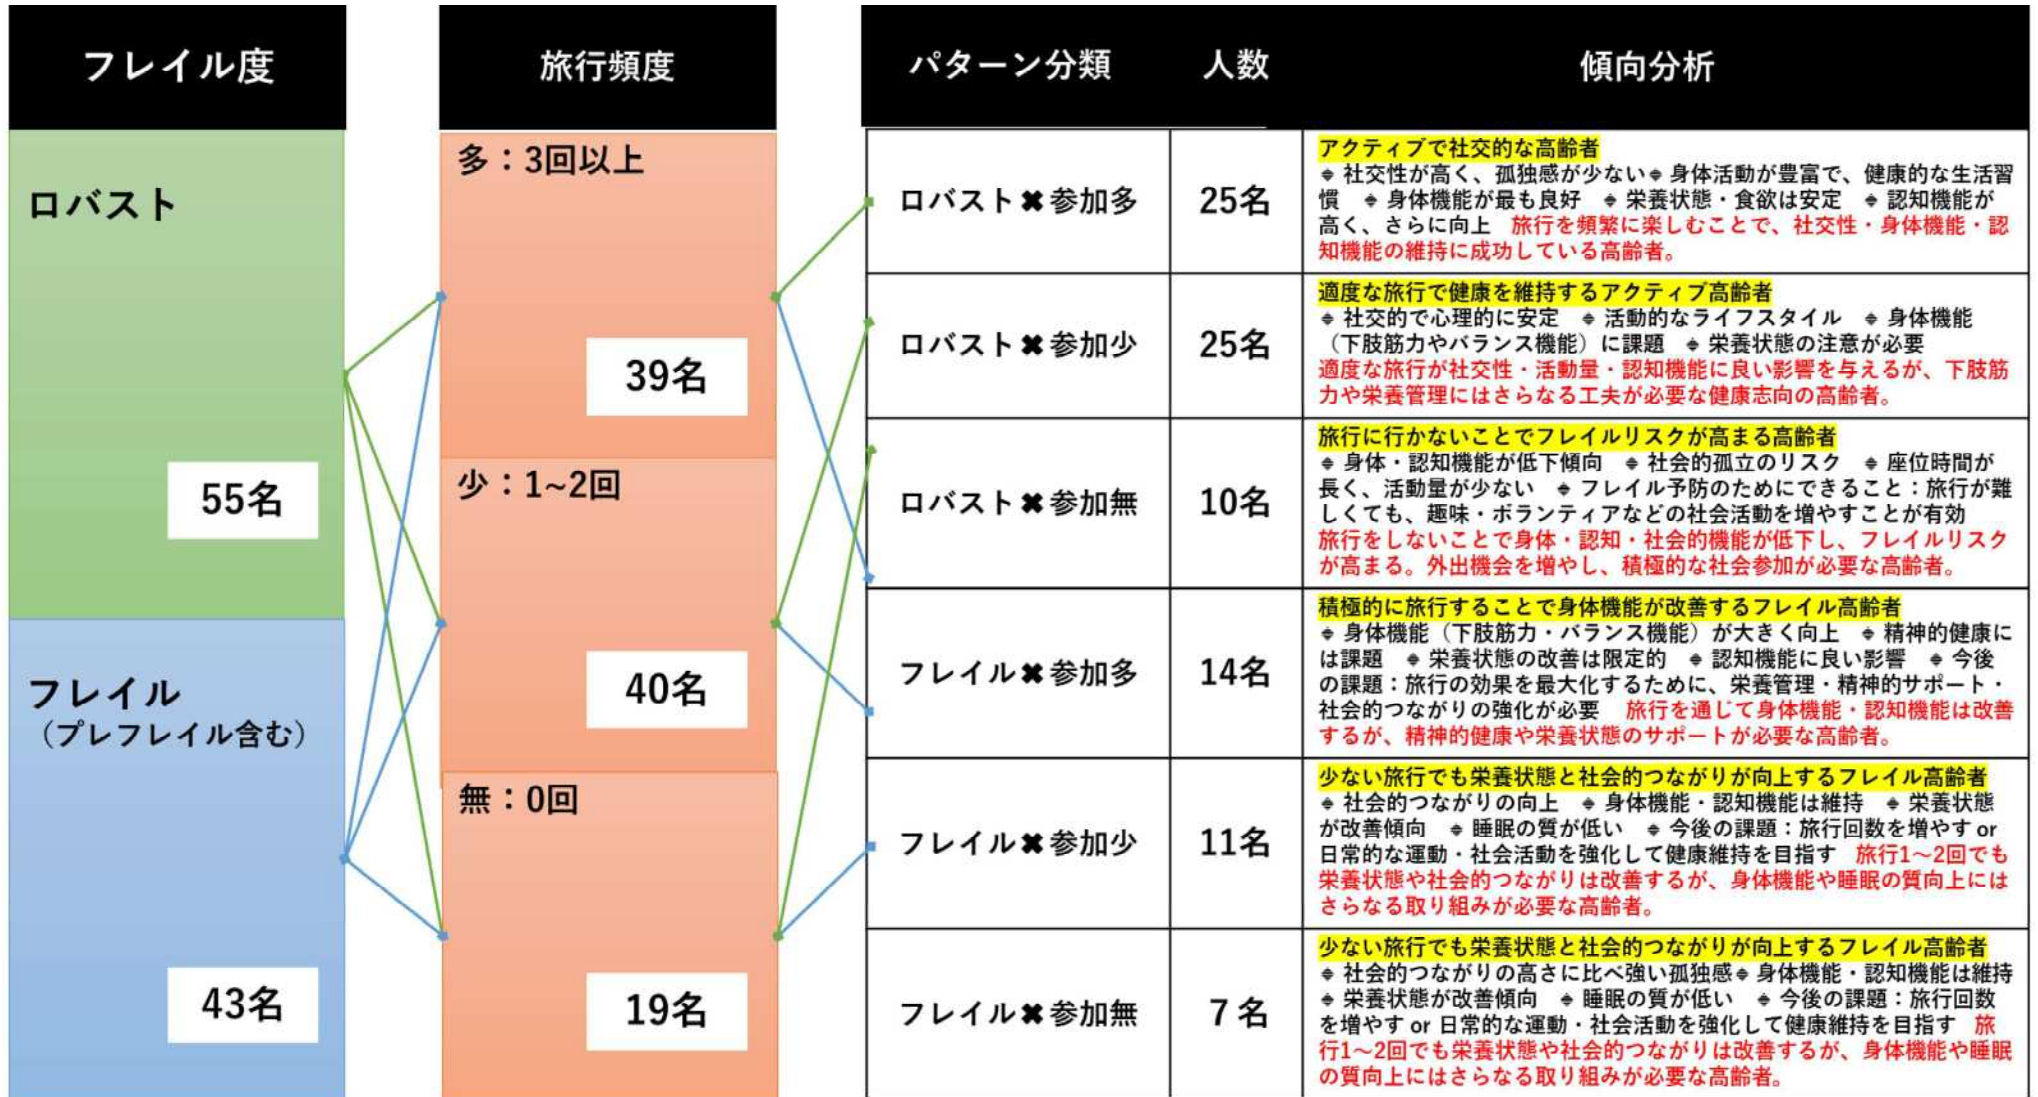 フレイル度
ロバスト
55名
フレイル
（プレフレイル含む）
43名
旅行頻度
多：3回以上
39名
少：1~2回
40名
無：0回
19名
パターン分類 人数 傾向分析
ロバスト✖参加多 25名
アクティブで社交的な高齢者
⌖ 社交性が高く、孤独感が少ない⌖ 身体活動が豊富で、健康的な生活習
慣 ⌖ 身体機能が最も良好 ⌖ 栄養状態・食欲は安定 ⌖ 認知機能が
高く、さらに向上 旅行を頻繁に楽しむことで、社交性・身体機能・認
知機能の維持に成功している高齢者。
ロバスト✖参加少 25名
適度な旅行で健康を維持するアクティブ高齢者
⌖ 社交的で心理的に安定 ⌖ 活動的なライフスタイル ⌖ 身体機能
（下肢筋力やバランス機能）に課題 ⌖ 栄養状態の注意が必要
適度な旅行が社交性・活動量・認知機能に良い影響を与えるが、下肢筋
力や栄養管理にはさらなる工夫が必要な健康志向の高齢者。
ロバスト✖参加無 10名
旅行に行かないことでフレイルリスクが高まる高齢者
⌖ 身体・認知機能が低下傾向 ⌖ 社会的孤立のリスク ⌖ 座位時間が
長く、活動量が少ない ⌖ フレイル予防のためにできること：旅行が難
しくても、趣味・ボランティアなどの社会活動を増やすことが有効
旅行をしないことで身体・認知・社会的機能が低下し、フレイルリスク
が高まる。外出機会を増やし、積極的な社会参加が必要な高齢者。
フレイル✖参加多 14名
積極的に旅行することで身体機能が改善するフレイル高齢者
⌖ 身体機能（下肢筋力・バランス機能）が大きく向上 ⌖ 精神的健康に
は課題 ⌖ 栄養状態の改善は限定的 ⌖ 認知機能に良い影響 ⌖ 今後
の課題：旅行の効果を最大化するために、栄養管理・精神的サポート・
社会的つながりの強化が必要 旅行を通じて身体機能・認知機能は改善
するが、精神的健康や栄養状態のサポートが必要な高齢者。
フレイル✖参加少 11名
少ない旅行でも栄養状態と社会的つながりが向上するフレイル高齢者
⌖ 社会的つながりの向上 ⌖ 身体機能・認知機能は維持 ⌖ 栄養状態
が改善傾向 ⌖ 睡眠の質が低い ⌖ 今後の課題：旅行回数を増やす or
日常的な運動・社会活動を強化して健康維持を目指す 旅行1～2回でも
栄養状態や社会的つながりは改善するが、身体機能や睡眠の質向上には
さらなる取り組みが必要な高齢者。
フレイル✖参加無 7 名
少ない旅行でも栄養状態と社会的つながりが向上するフレイル高齢者
⌖ 社会的つながりの高さに比べ強い孤独感⌖ 身体機能・認知機能は維持
⌖ 栄養状態が改善傾向 ⌖ 睡眠の質が低い ⌖ 今後の課題：旅行回数
を増やす or 日常的な運動・社会活動を強化して健康維持を目指す 旅
行1～2回でも栄養状態や社会的つながりは改善するが、身体機能や睡眠
の質向上にはさらなる取り組みが必要な高齢者。